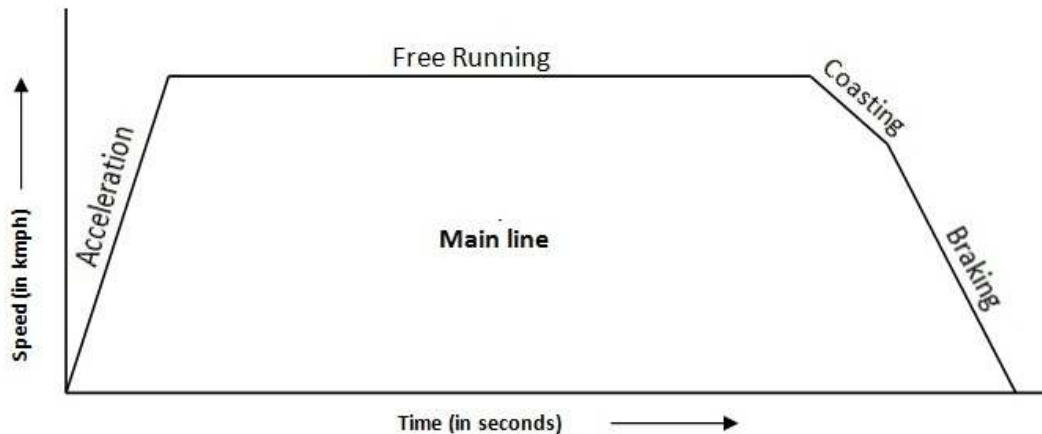 Free Running
Coasting
Acceleration
Main line
Braking
Speed (in kmph)
Time (in seconds)